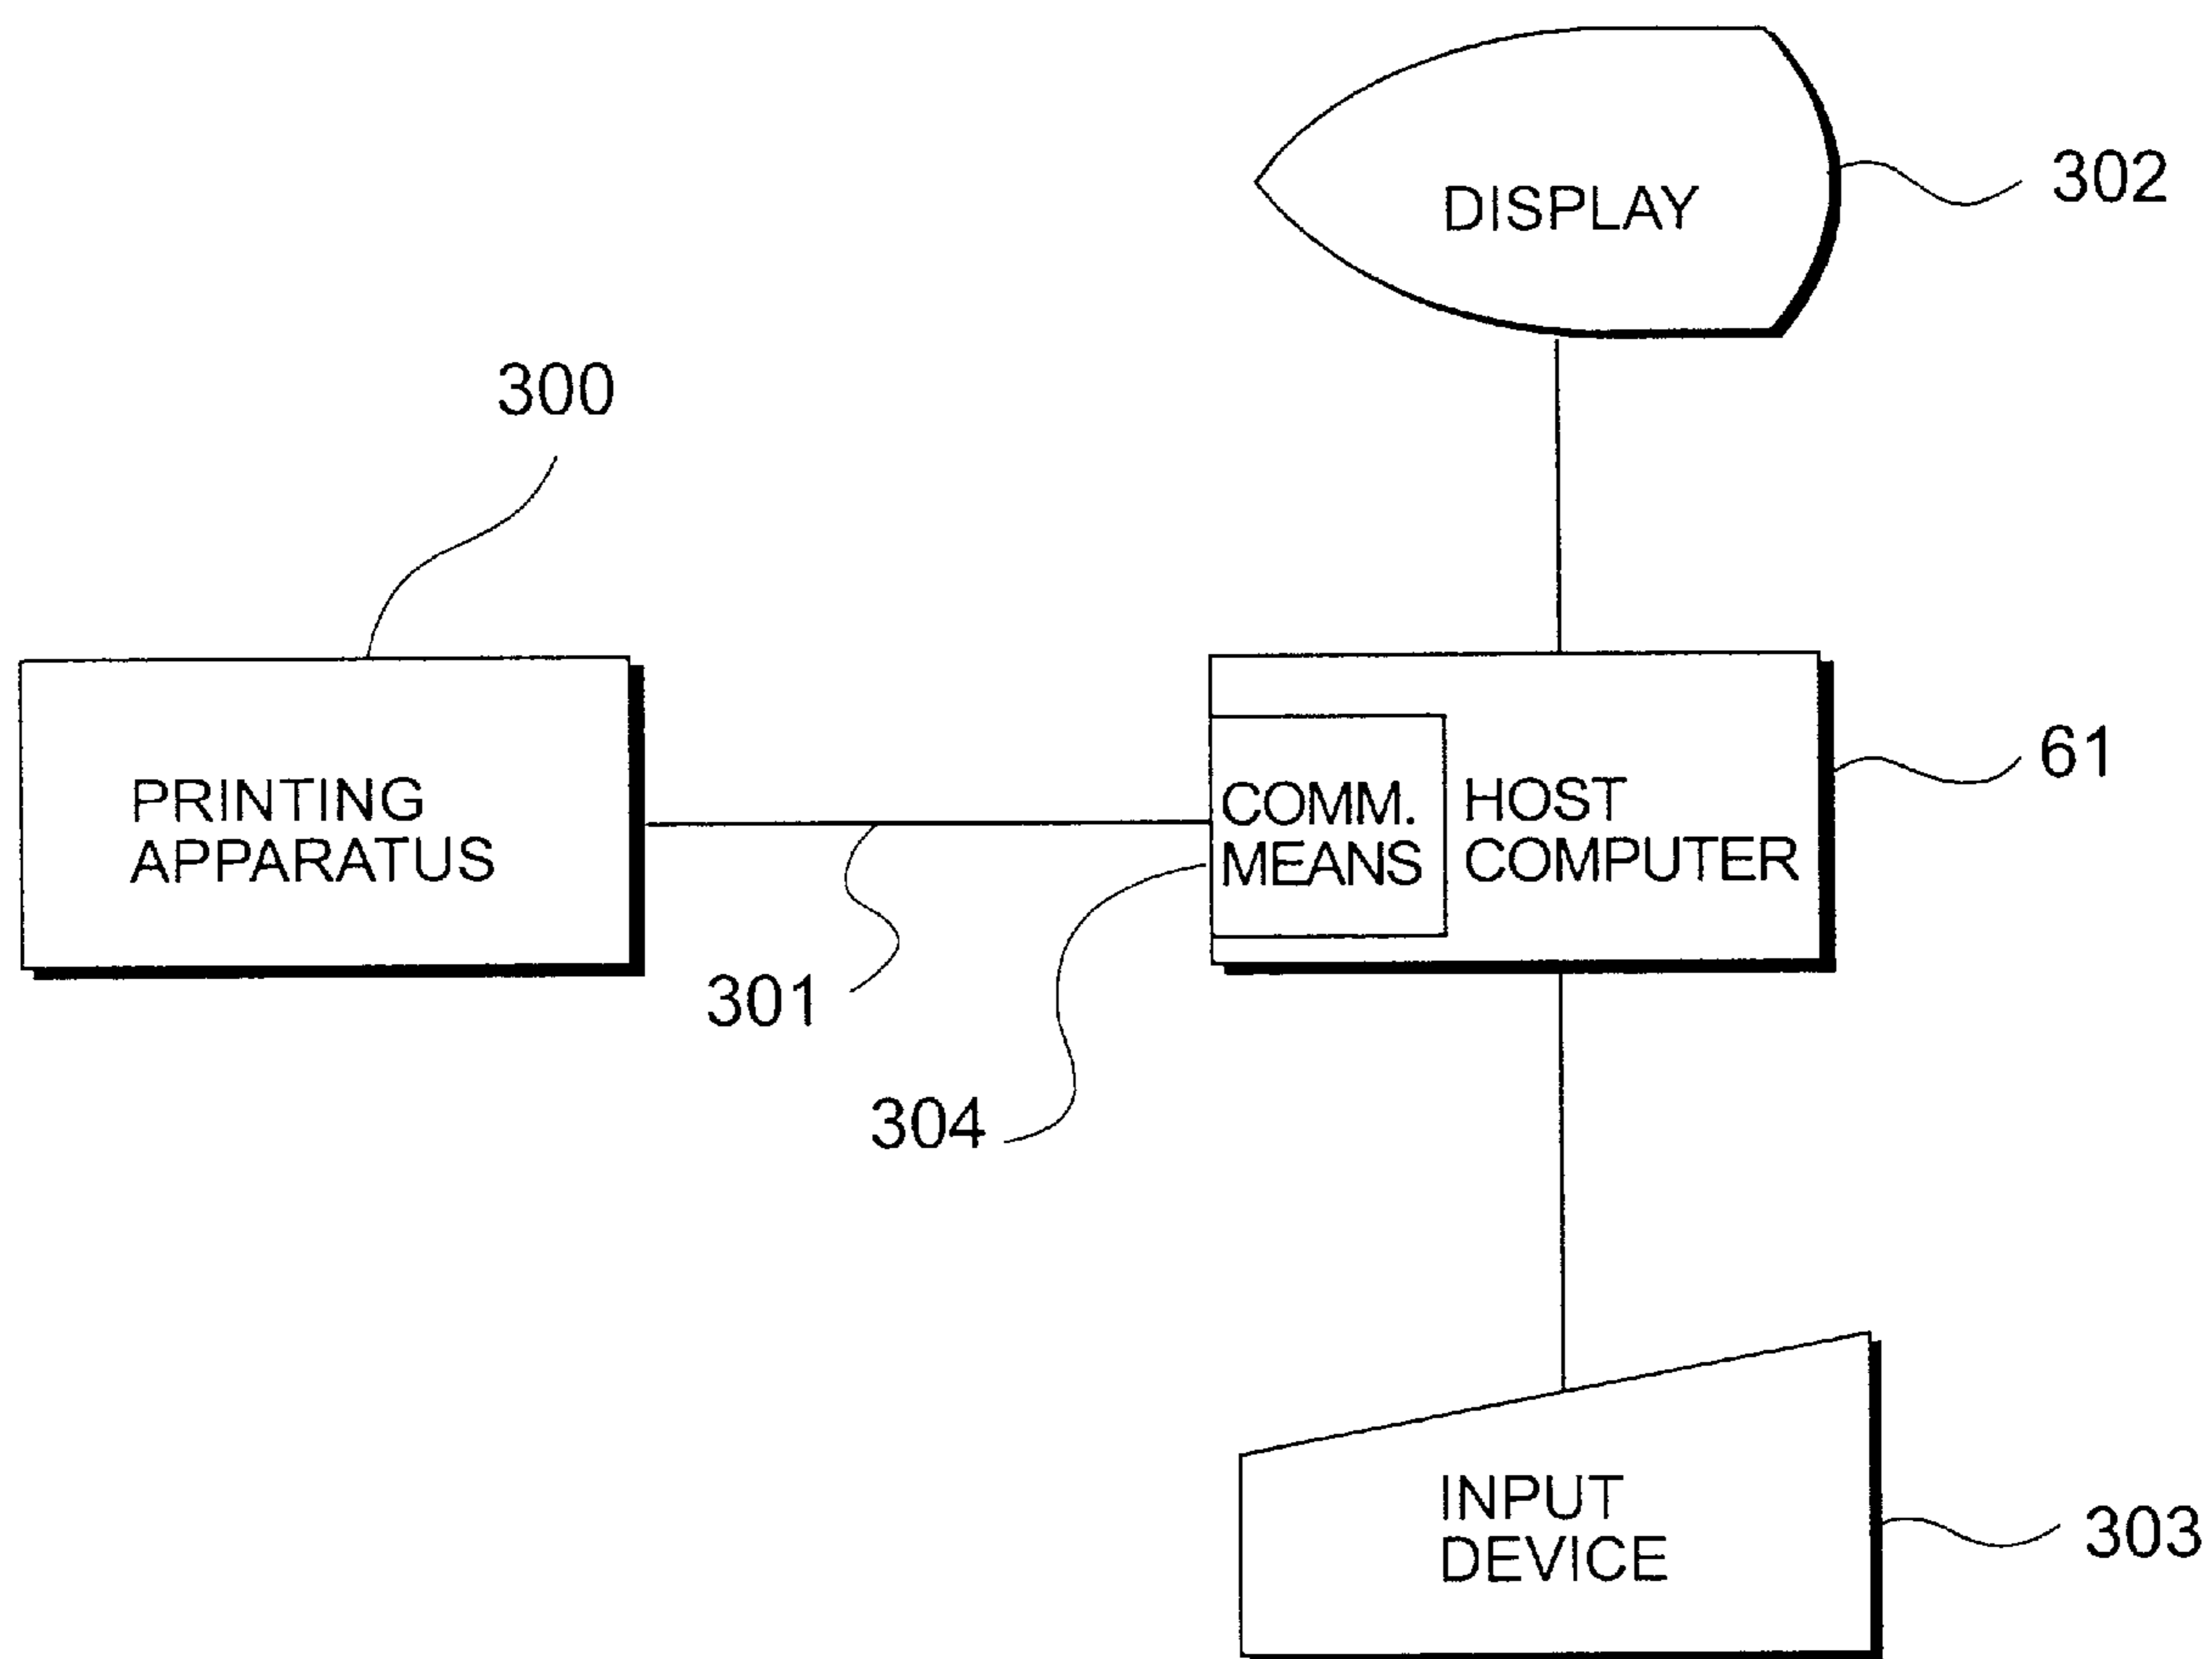 DISPLAY
302
300
PRINTING
APPARATUS
COMM.
MEANS
HOST
COMPUTER
61
301
304
INPUT
DEVICE
303